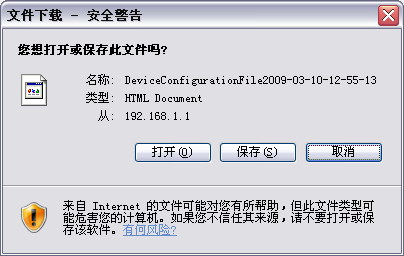 文件下载 - 安全警告
您想打开或保存此文件吗?
名称: DeviceConfigurationFile2009-03-10-12-55-13
类型: HTML Document
从: 192.168.1.1
打开(O) 保存(S) 取消
来自 Internet 的文件可能对您有所帮助，但此文件类型可
能危害您的计算机。如果您不信任其来源，请不要打开或保
存该软件。有何风险?